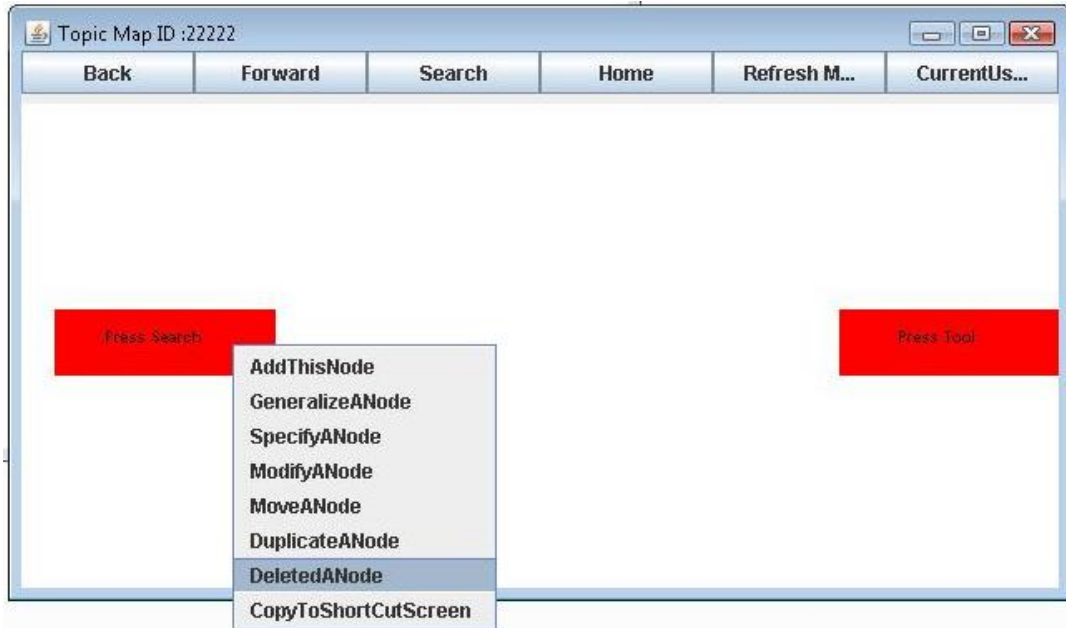 Topic Map ID :22222
Back Forward Search Home Refresh M... CurrentUs...
Press Search
Press Tool
AddThisNode
GeneralizeANode
SpecifyANode
ModifyANode
MoveANode
DuplicateANode
DeletedANode
CopyToShortCutScreen